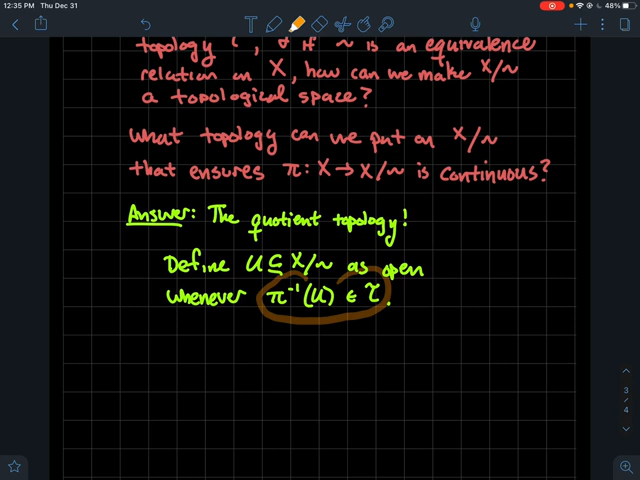 12:35 PM Thu Dec 31
48%
topology τ, & if ~ is an equivalence
relation on X, how can we make X/~
a topological space?
What topology can we put on X/~
that ensures π: X → X/~ is continuous?
Answer: The quotient topology!
Define U ⊆ X/~ as open
whenever π⁻¹(U) ∈ τ.
3
/
4